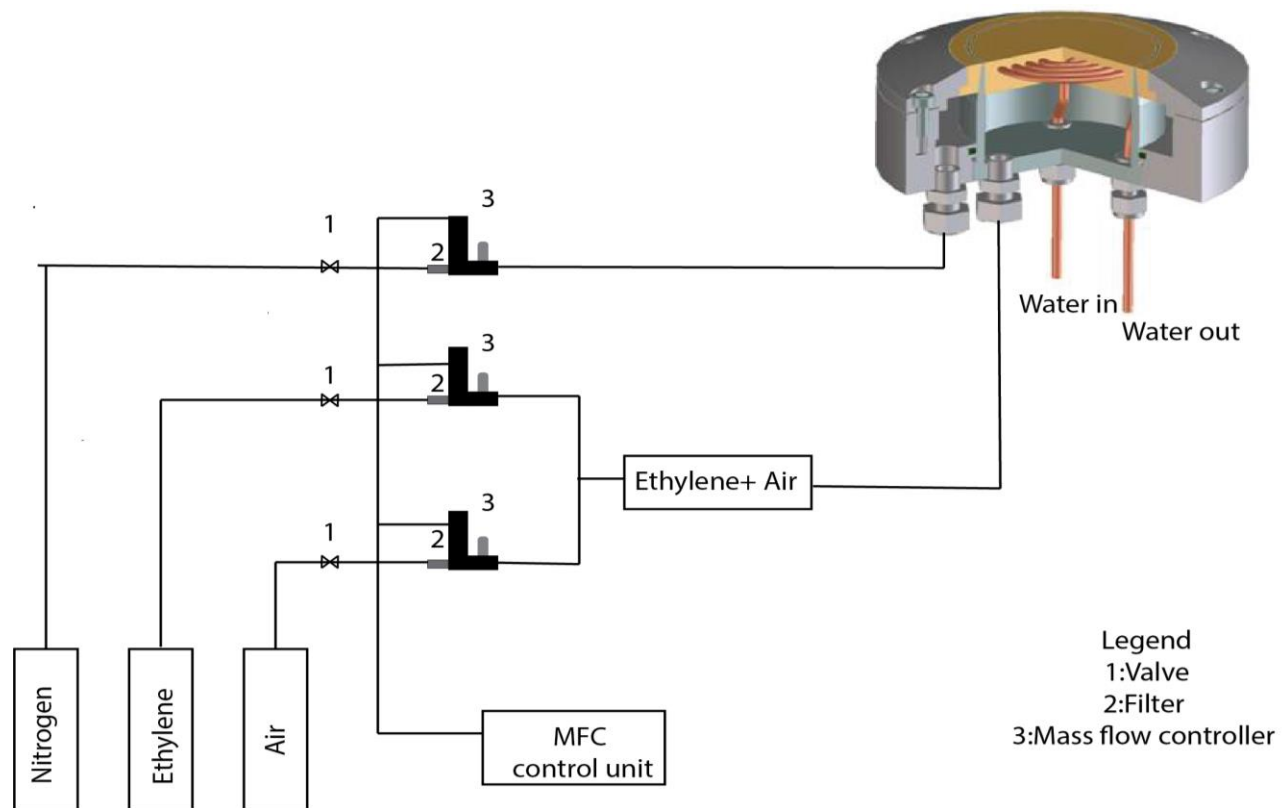 3
1
2
Water in
Water out
3
1
2
Ethylene+ Air
3
1
2
Legend
1:Valve
2:Filter
3:Mass flow controller
Nitrogen
Ethylene
Air
MFC
control unit